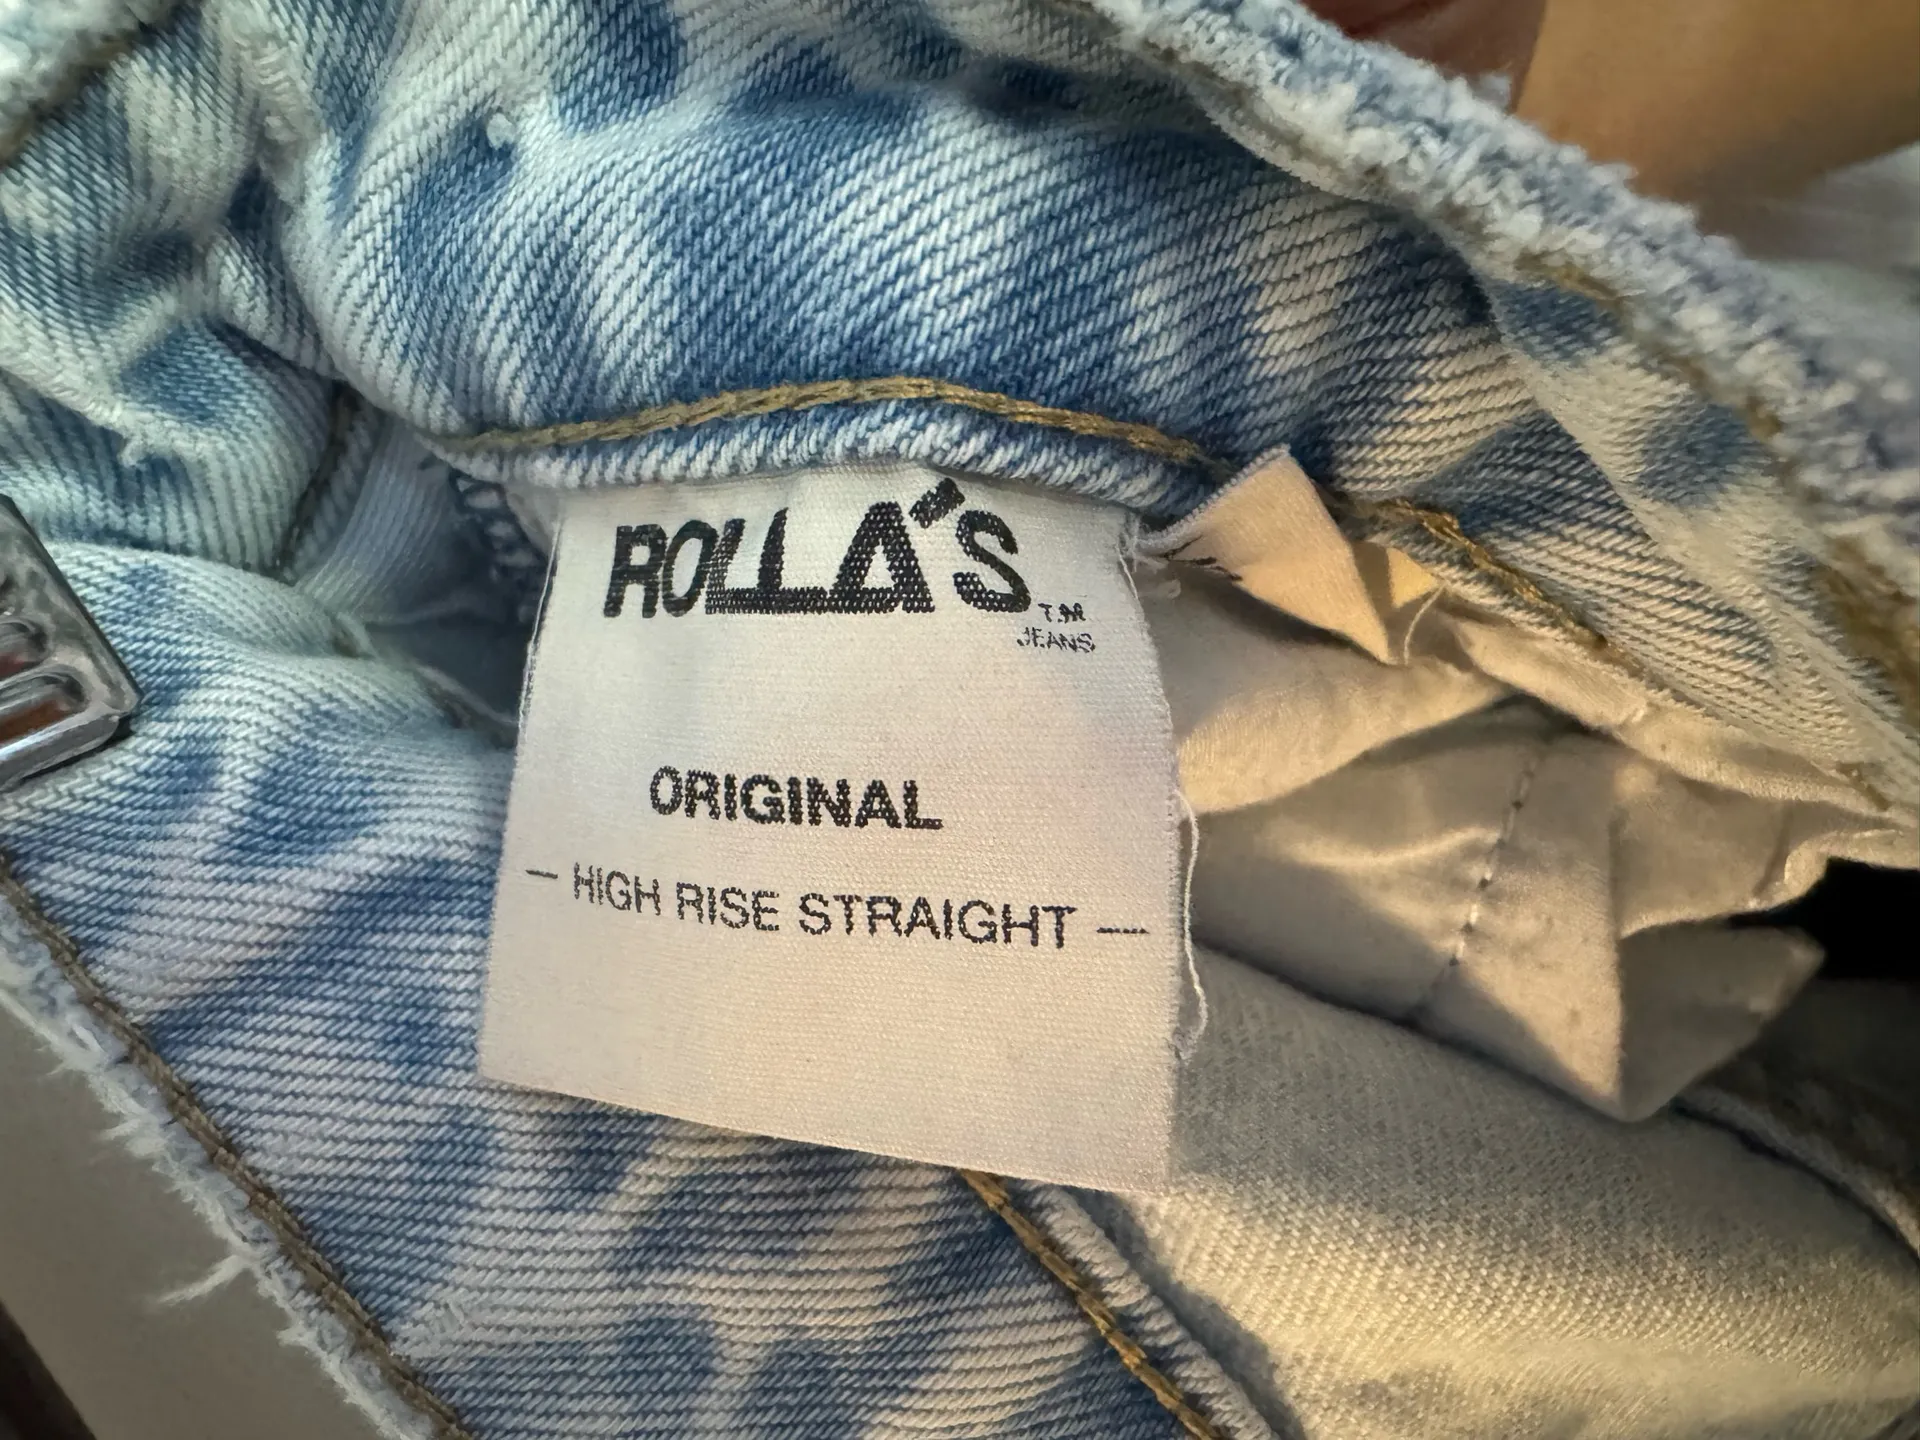 ROLLA'S
T.M
JEANS
ORIGINAL
- HIGH RISE STRAIGHT -